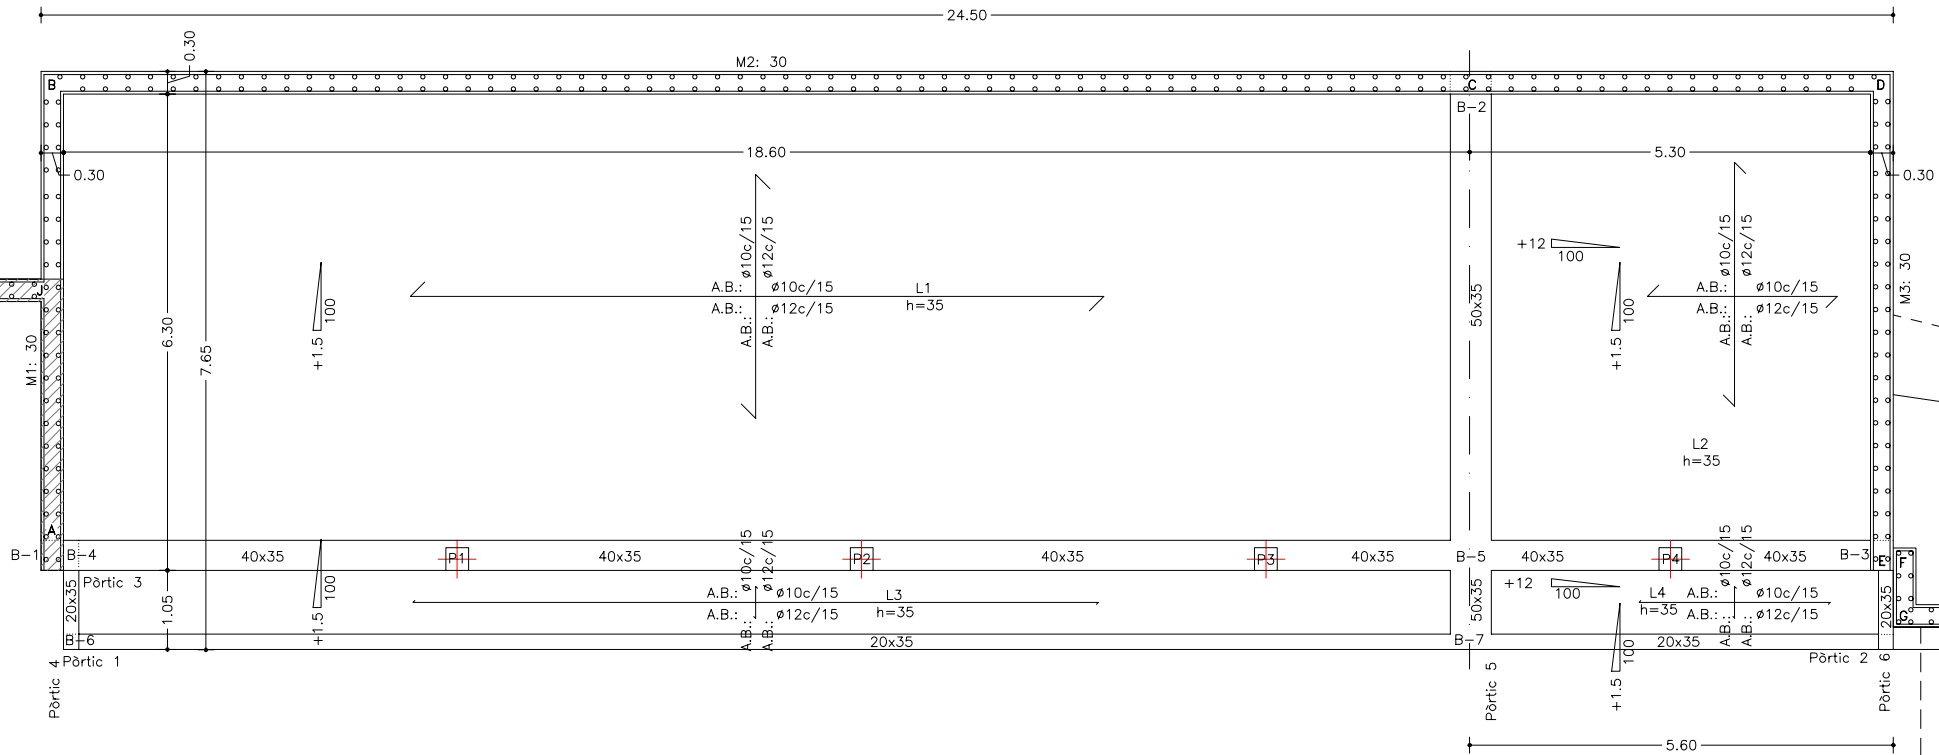 24.50
0.30
M2: 30
B
C
D
B-2
18.60
5.30
0.30
0.30
+12
100
A.B.: ø10c/15
A.B.: ø12c/15
A.B.: ø10c/15
A.B.: ø12c/15
L1
h=35
A.B.: ø10c/15
A.B.: ø12c/15
A.B.: ø10c/15
A.B.: ø12c/15
+1.5
100
+1.5
100
M3: 30
50x35
J
6.30
7.65
M1: 30
L2
h=35
A
B-1
B-4
40x35
P1
40x35
P2
40x35
P3
40x35
B-5
40x35
P4
40x35
B-3
E
F
Pòrtic 3
20x35
1.05
+1.5
100
A.B.: ø10c/15
A.B.: ø12c/15
A.B.: ø10c/15
A.B.: ø12c/15
L3
h=35
50x35
+12
100
L4
h=35
A.B.: ø10c/15
A.B.: ø12c/15
A.B.: ø10c/15
A.B.: ø12c/15
20x35
G
B-6
20x35
B-7
20x35
Pòrtic 1
Pòrtic 2
Pòrtic 4
Pòrtic 5
+1.5
100
Pòrtic 6
5.60